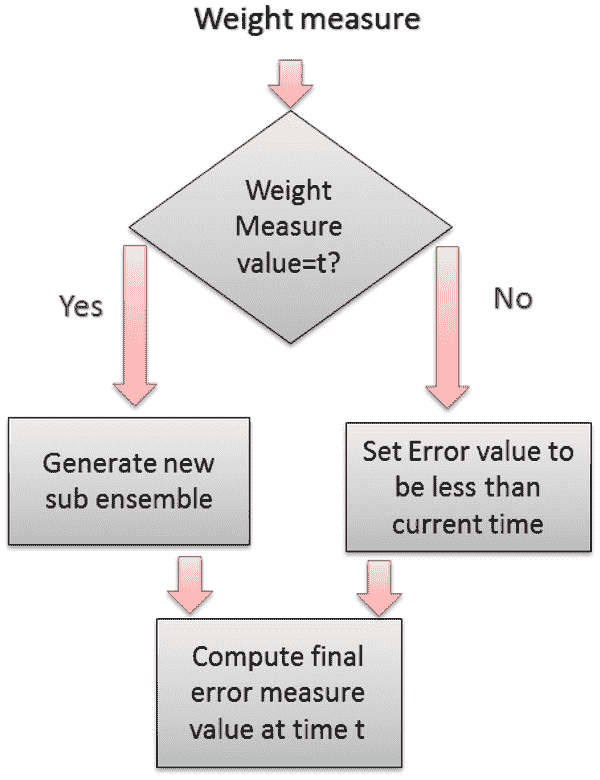 Weight measure
Weight
Measure
value=t?
Yes
No
Generate new
sub ensemble
Set Error value to
be less than
current time
Compute final
error measure
value at time t